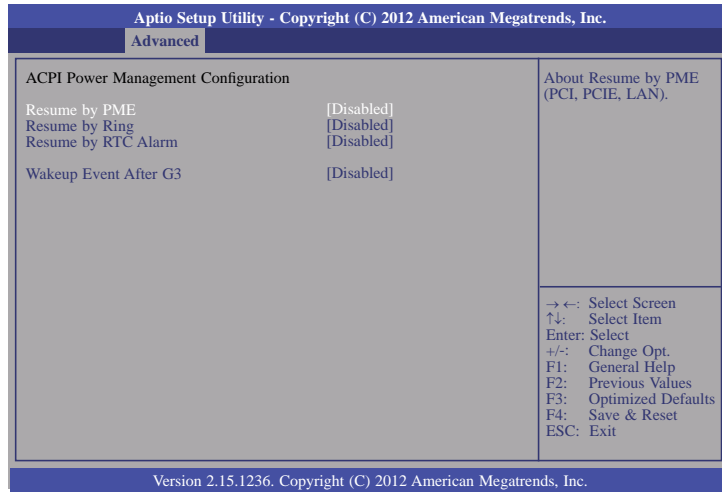 Aptio Setup Utility - Copyright (C) 2012 American Megatrends, Inc.
Advanced
ACPI Power Management Configuration
Resume by PME [Disabled]
Resume by Ring [Disabled]
Resume by RTC Alarm [Disabled]
Wakeup Event After G3 [Disabled]
About Resume by PME
(PCI, PCIE, LAN).
→←: Select Screen
↑↓: Select Item
Enter: Select
+/-: Change Opt.
F1: General Help
F2: Previous Values
F3: Optimized Defaults
F4: Save & Reset
ESC: Exit
Version 2.15.1236. Copyright (C) 2012 American Megatrends, Inc.